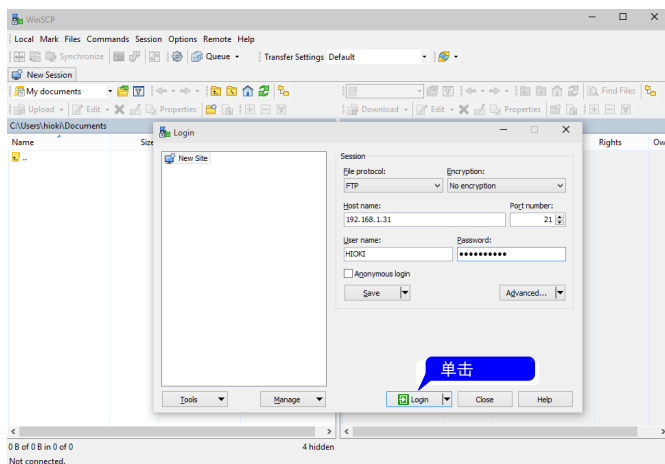 WinSCP
Local Mark Files Commands Session Options Remote Help
Synchronize Queue Transfer Settings Default
New Session
My documents Find Files
Upload Edit Properties Download Edit Properties
C:\Users\hioki\Documents
Name Size Rights Ow
..
Login
New Site
Session
File protocol: Encryption:
FTP No encryption
Host name: Port number:
192.168.1.31 21
User name: Password:
HIOKI ••••••••••
Anonymous login
Save Advanced...
单击
Tools Manage Login Close Help
0 B of 0 B in 0 of 0 4 hidden
Not connected.